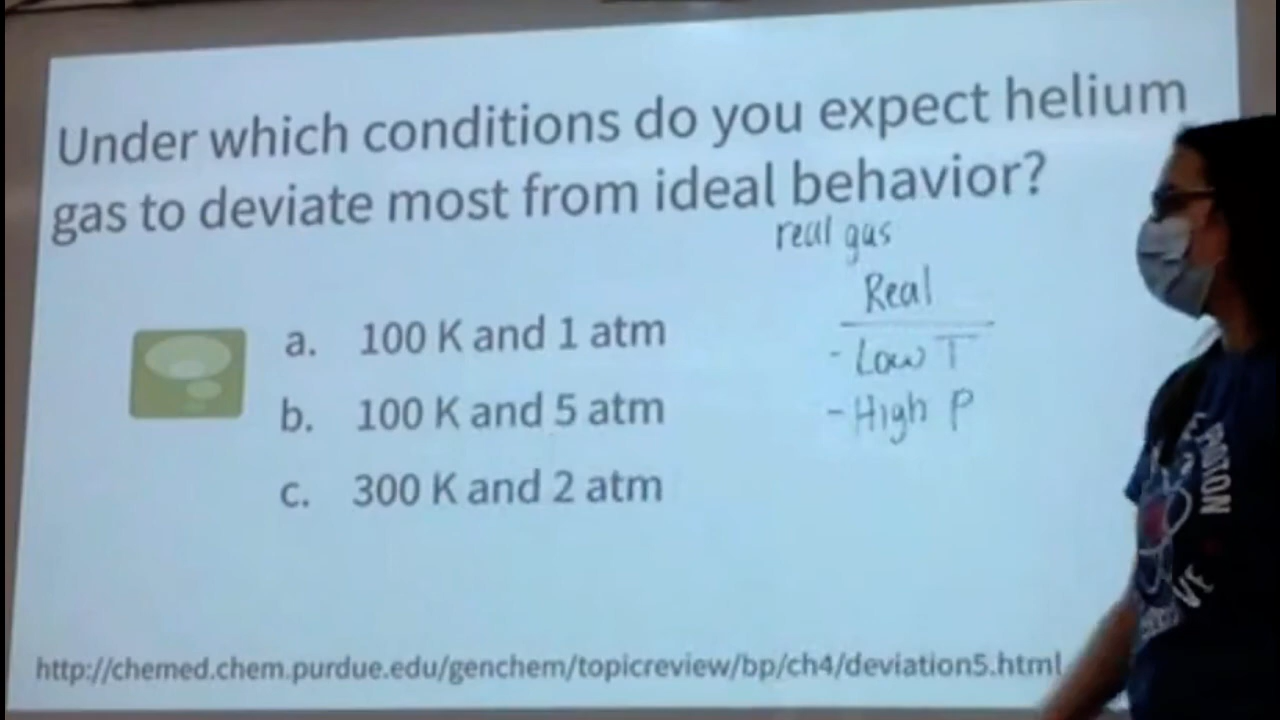 Under which conditions do you expect helium
gas to deviate most from ideal behavior?
real gas
Real
a. 100 K and 1 atm
- Low T
b. 100 K and 5 atm
- High P
c. 300 K and 2 atm
http://chemed.chem.purdue.edu/genchem/topicreview/bp/ch4/deviation5.html
PROTON
VE